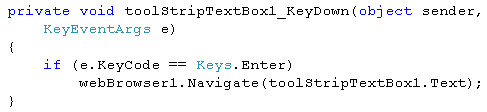 private void toolStripTextBox1_KeyDown(object sender,
KeyEventArgs e)
{
if (e.KeyCode == Keys.Enter)
webBrowser1.Navigate(toolStripTextBox1.Text);
}